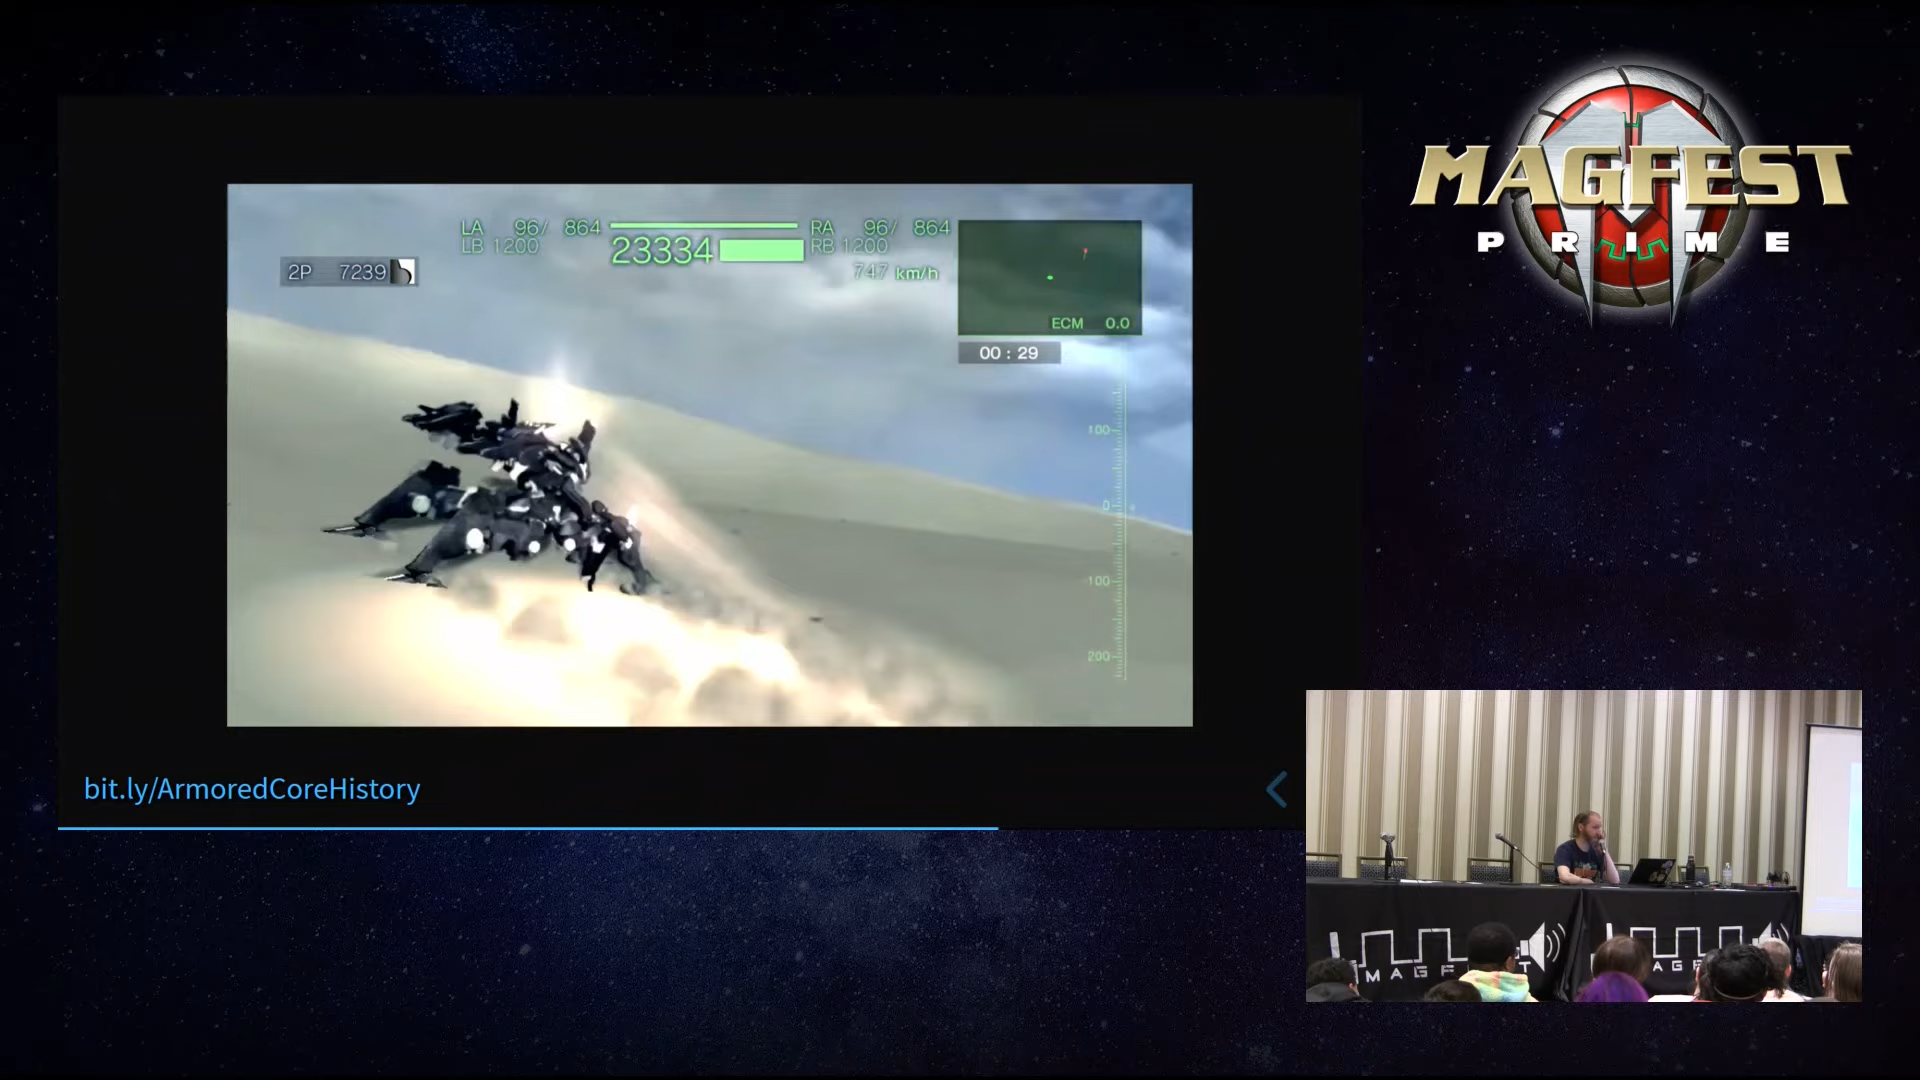 MAGFEST
PRIME
LA 96/ 864
RA 96/ 864
LB 1200
23334
RB 1200
2P 7239
747 km/h
ECM 0.0
00 : 29
100
0
100
200
bit.ly/ArmoredCoreHistory